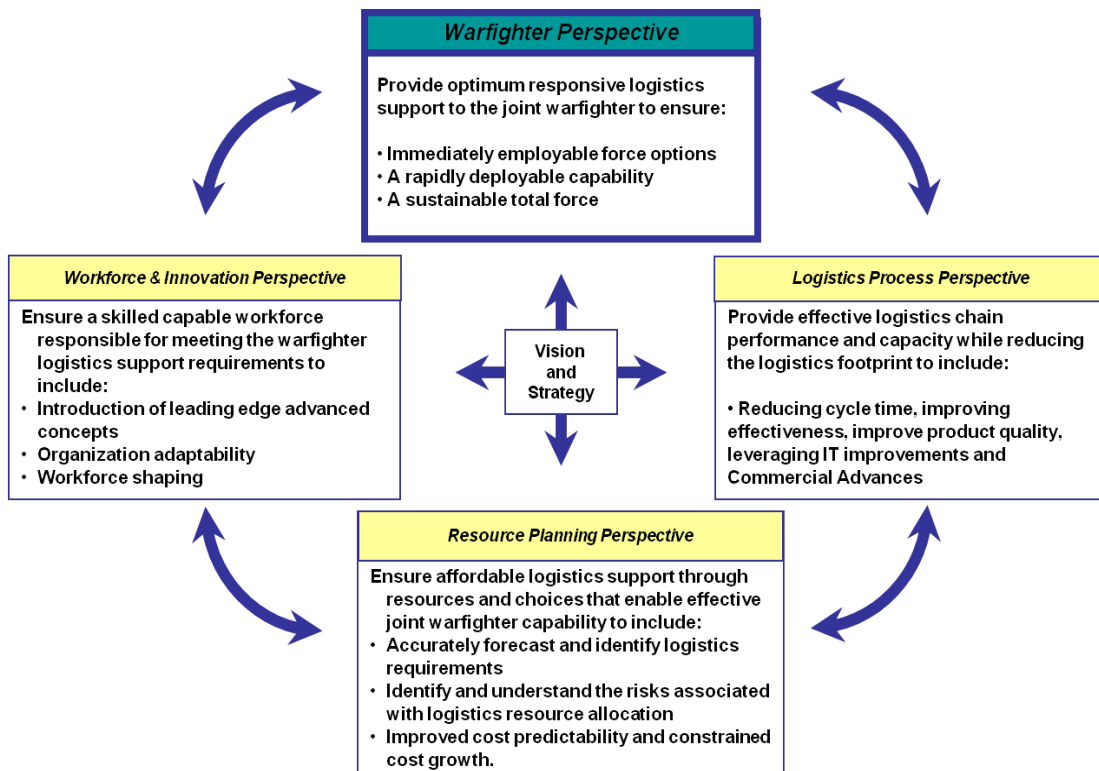 Warfighter Perspective
Provide optimum responsive logistics
support to the joint warfighter to ensure:
• Immediately employable force options
• A rapidly deployable capability
• A sustainable total force
Workforce & Innovation Perspective
Ensure a skilled capable workforce
responsible for meeting the warfighter
logistics support requirements to
include:
• Introduction of leading edge advanced
concepts
• Organization adaptability
• Workforce shaping
Vision
and
Strategy
Logistics Process Perspective
Provide effective logistics chain
performance and capacity while reducing
the logistics footprint to include:
• Reducing cycle time, improving
effectiveness, improve product quality,
leveraging IT improvements and
Commercial Advances
Resource Planning Perspective
Ensure affordable logistics support through
resources and choices that enable effective
joint warfighter capability to include:
• Accurately forecast and identify logistics
requirements
• Identify and understand the risks associated
with logistics resource allocation
• Improved cost predictability and constrained
cost growth.